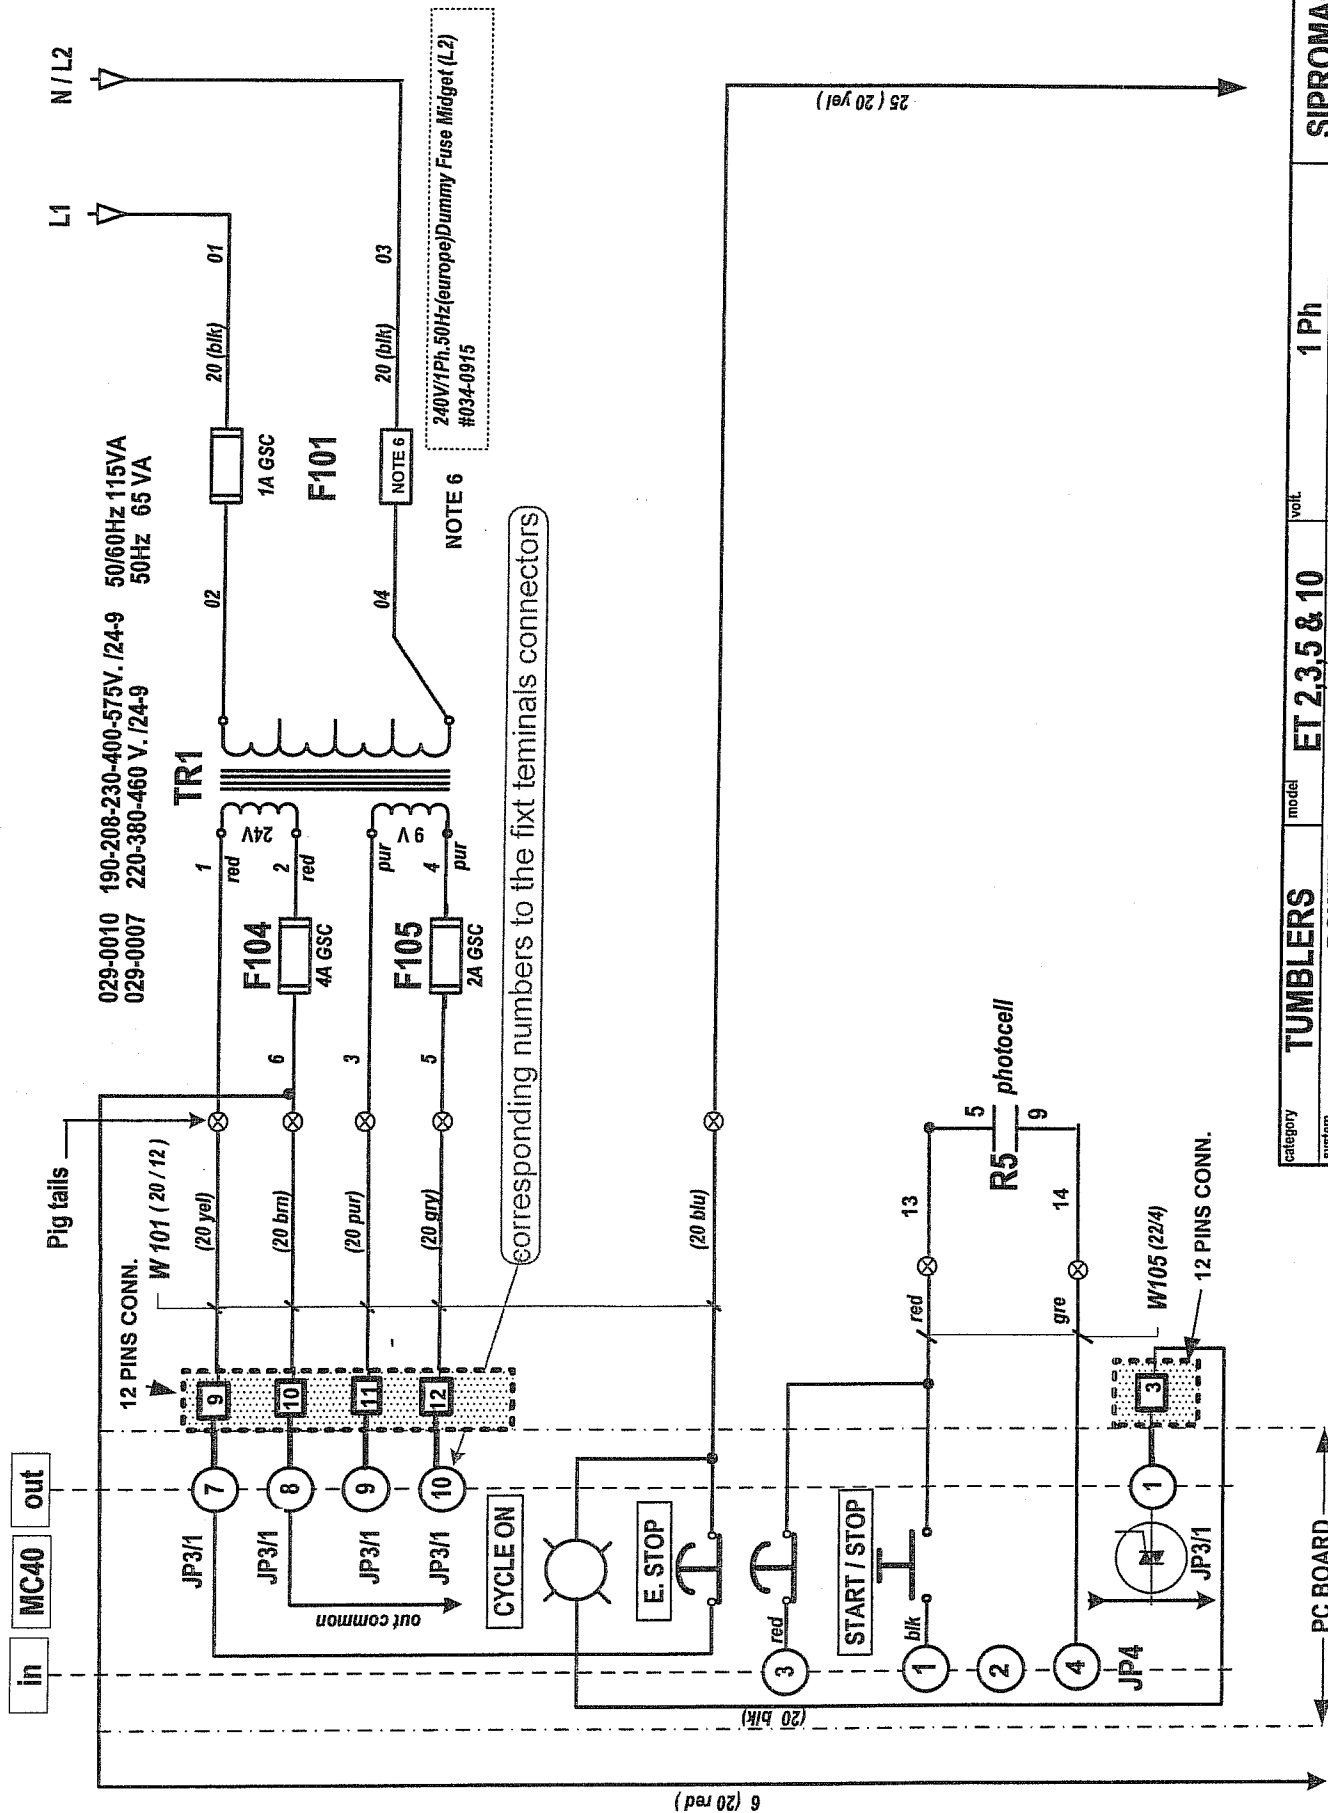 N / L2
L1
01
20 (blk)
03
20 (blk)
240V/1Ph.50Hz(europe)Dummy Fuse Midget (L2)
#034-0915
NOTE 6
1A GSC
F101
NOTE 6
02
04
029-0010 190-208-230-400-575V. /24-9 50/60Hz 115VA
029-0007 220-380-460 V. /24-9 50Hz 65 VA
TR1
24V
9 V
1
red
2
red
pur
4
pur
F104
4A GSC
F105
2A GSC
6
3
5
corresponding numbers to the fixt teminals connectors
Pig tails
W 101 ( 20 / 12 )
(20 yel)
(20 brn)
(20 pur)
(20 gry)
(20 blu)
25 ( 20 yel )
12 PINS CONN.
9
10
11
12
in
MC40
out
7
8
9
10
JP3/1
JP3/1
JP3/1
JP3/1
out common
CYCLE ON
E. STOP
red
3
START / STOP
blk
1
2
4
JP4
(20 blk)
6 (20 red )
red
13
gre
14
R5
5
9
photocell
W105 (22/4)
12 PINS CONN.
3
1
JP3/1
PC BOARD
category
TUMBLERS
model
ET 2,3,5 & 10
volt.
1 Ph
SIPROMA
system